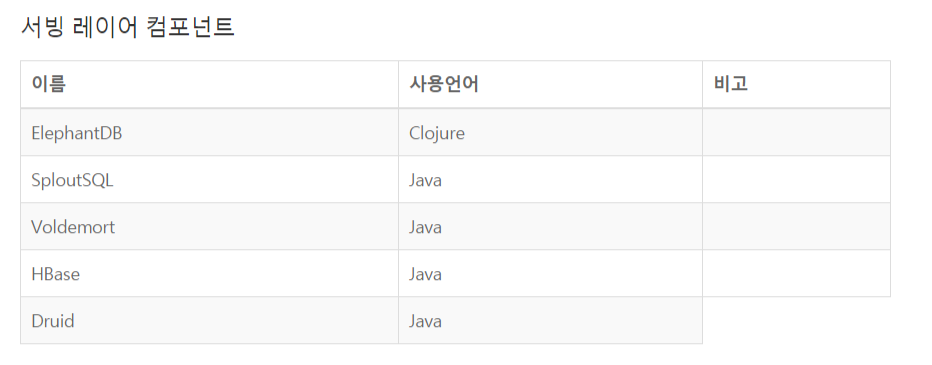 서빙 레이어 컴포넌트
이름 사용언어 비고
ElephantDB Clojure
SploutSQL Java
Voldemort Java
HBase Java
Druid Java